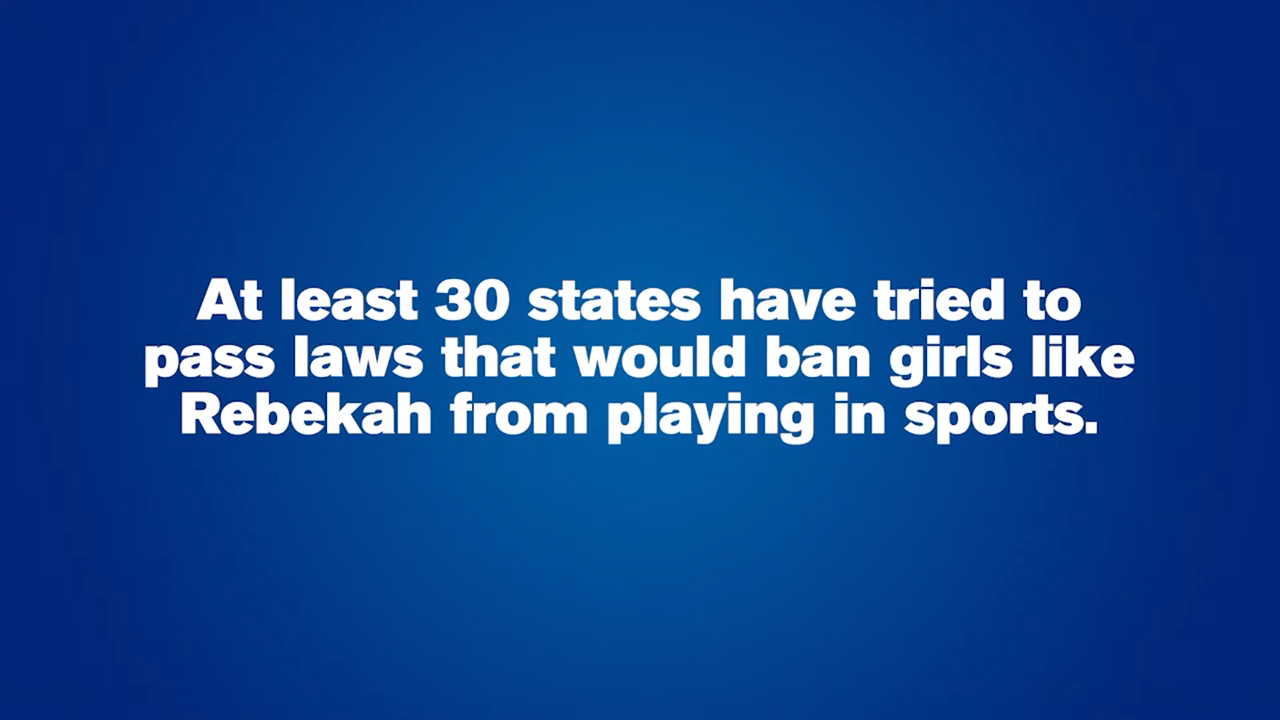 At least 30 states have tried to
pass laws that would ban girls like
Rebekah from playing in sports.